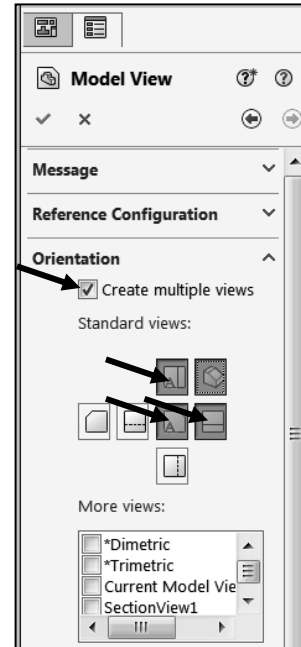 Model View
Message
Reference Configuration
Orientation
Create multiple views
Standard views:
A
A
More views:
*Dimetric
*Trimetric
Current Model Vie
SectionView1